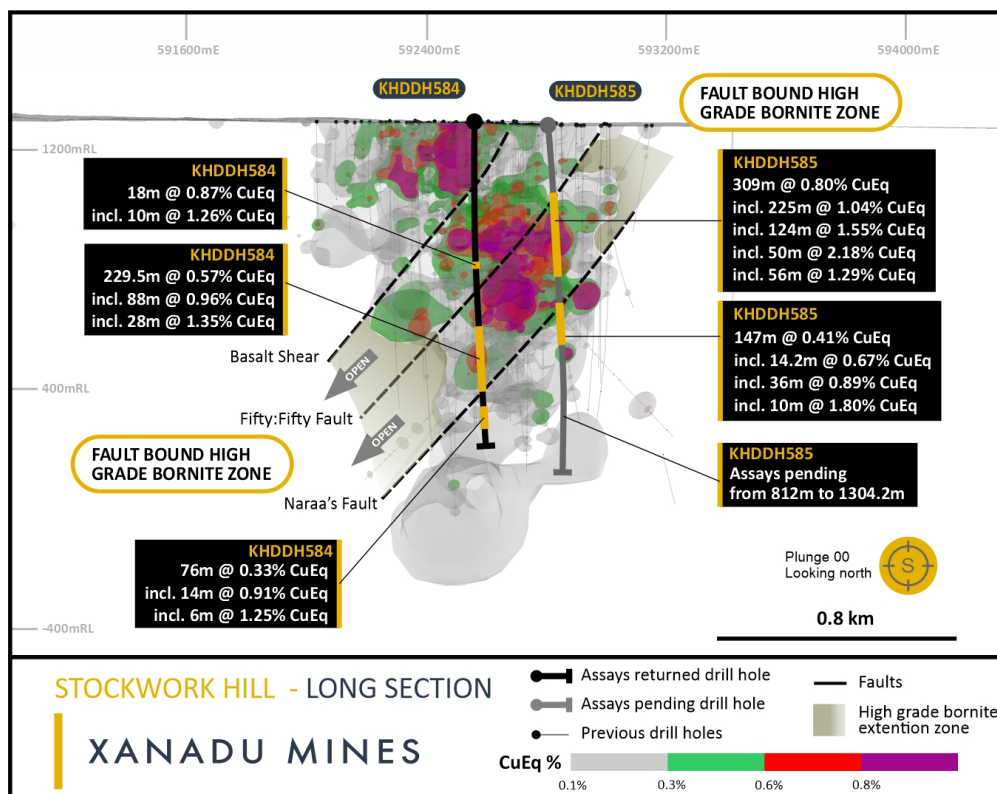 591600mE
592400mE
593200mE
594000mE
KHDDH584
KHDDH585
FAULT BOUND HIGH
GRADE BORNITE ZONE
1200mRL
KHDDH584
18m @ 0.87% CuEq
incl. 10m @ 1.26% CuEq
KHDDH584
229.5m @ 0.57% CuEq
incl. 88m @ 0.96% CuEq
incl. 28m @ 1.35% CuEq
KHDDH585
309m @ 0.80% CuEq
incl. 225m @ 1.04% CuEq
incl. 124m @ 1.55% CuEq
incl. 50m @ 2.18% CuEq
incl. 56m @ 1.29% CuEq
KHDDH585
147m @ 0.41% CuEq
incl. 14.2m @ 0.67% CuEq
incl. 36m @ 0.89% CuEq
incl. 10m @ 1.80% CuEq
Basalt Shear
OPEN
400mRL
Fifty:Fifty Fault
OPEN
FAULT BOUND HIGH
GRADE BORNITE ZONE
Naraa's Fault
KHDDH585
Assays pending
from 812m to 1304.2m
KHDDH584
76m @ 0.33% CuEq
incl. 14m @ 0.91% CuEq
incl. 6m @ 1.25% CuEq
Plunge 00
Looking north
S
0.8 km
-400mRL
STOCKWORK HILL - LONG SECTION
XANADU MINES
Assays returned drill hole
Assays pending drill hole
Previous drill holes
Faults
High grade bornite
extention zone
CuEq %
0.1%
0.3%
0.6%
0.8%